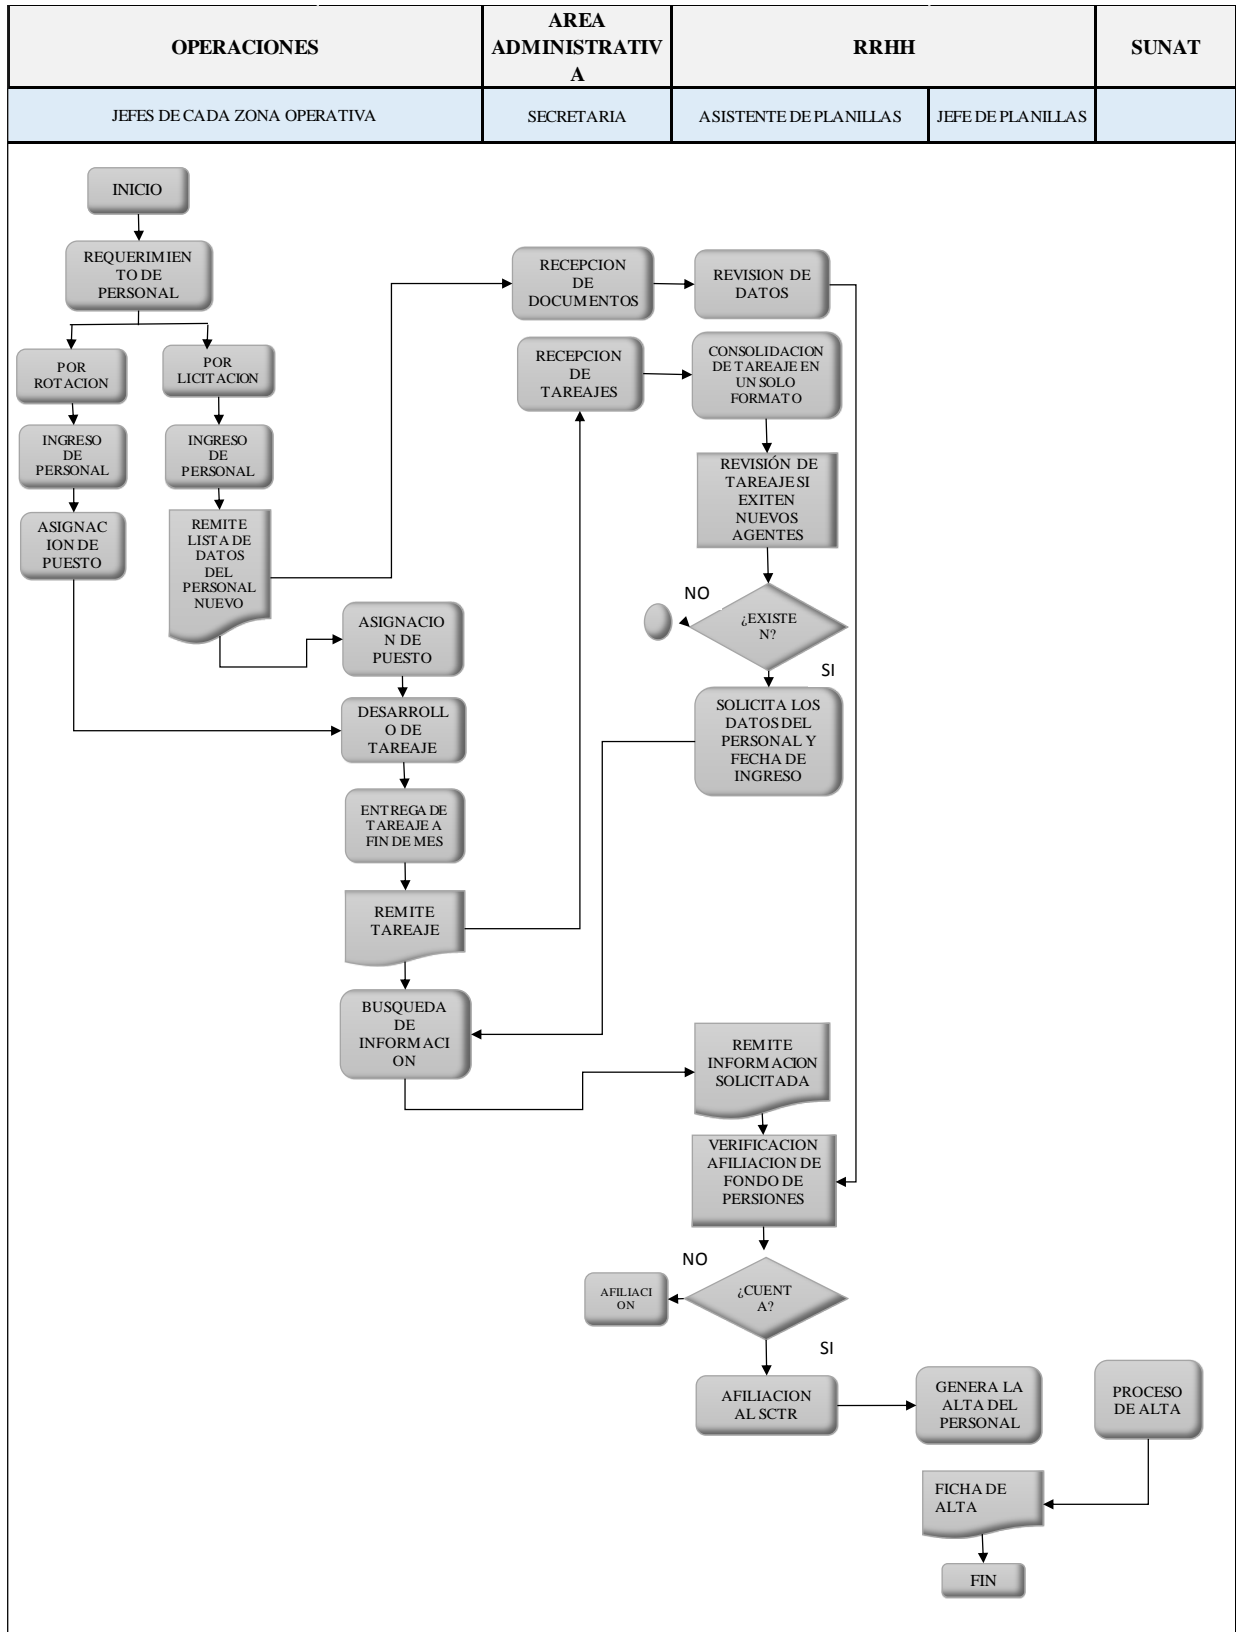 OPERACIONES
AREA
ADMINISTRATIV
A
RRHH
SUNAT
JEFES DE CADA ZONA OPERATIVA
SECRETARIA
ASISTENTE DE PLANILLAS
JEFE DE PLANILLAS
INICIO
REQUERIMIEN
TO DE
PERSONAL
POR
ROTACION
POR
LICITACION
INGRESO
DE
PERSONAL
INGRESO
DE
PERSONAL
ASIGNAC
ION DE
PUESTO
REMITE
LISTA DE
DATOS
DEL
PERSONAL
NUEVO
RECEPCION
DE
DOCUMENTOS
REVISION DE
DATOS
RECEPCION
DE
TAREAJES
CONSOLIDACION
DE TAREAJE EN
UN SOLO
FORMATO
REVISIÓN DE
TAREAJE SI
EXITEN
NUEVOS
AGENTES
NO
¿EXISTE
N?
SI
ASIGNACIO
N DE
PUESTO
DESARROLL
O DE
TAREAJE
SOLICITA LOS
DATOS DEL
PERSONAL Y
FECHA DE
INGRESO
ENTREGA DE
TAREAJE A
FIN DE MES
REMITE
TAREAJE
BUSQUEDA
DE
INFORMACI
ON
REMITE
INFORMACION
SOLICITADA
VERIFICACION
AFILIACION DE
FONDO DE
PERSIONES
NO
¿CUENT
A?
SI
AFILIACI
ON
AFILIACION
AL SCTR
GENERA LA
ALTA DEL
PERSONAL
PROCESO
DE ALTA
FICHA DE
ALTA
FIN